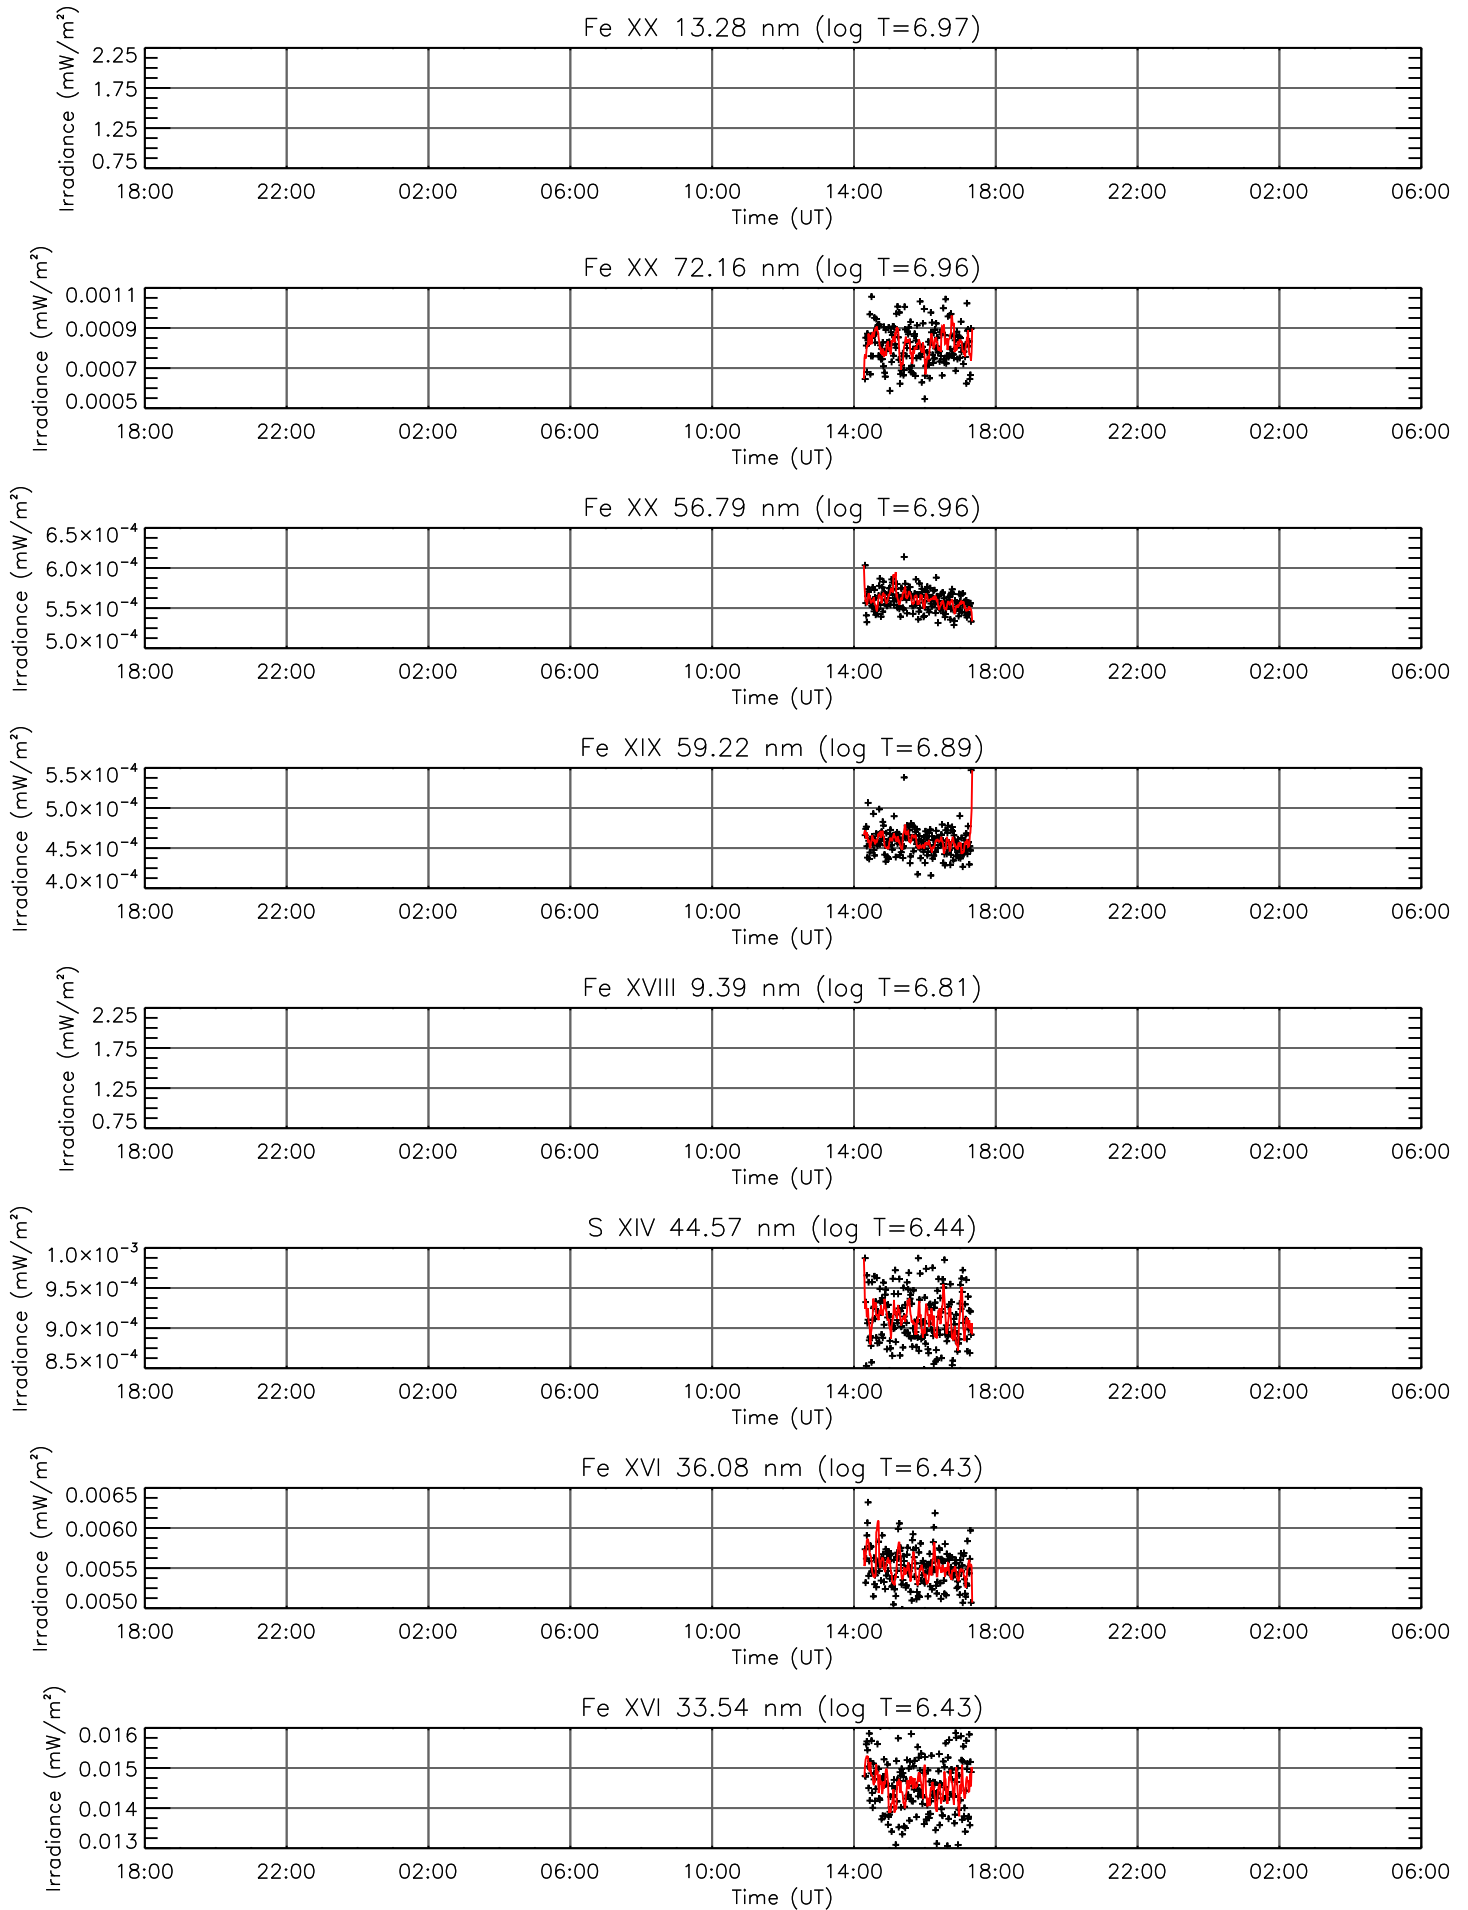 Fe XX 13.28 nm (log T=6.97)
Irradiance (mW/m²)
2.25
1.75
1.25
0.75
18:00 22:00 02:00 06:00 10:00 14:00 18:00 22:00 02:00 06:00
Time (UT)
Fe XX 72.16 nm (log T=6.96)
Irradiance (mW/m²)
0.0011
0.0009
0.0007
0.0005
18:00 22:00 02:00 06:00 10:00 14:00 18:00 22:00 02:00 06:00
Time (UT)
Fe XX 56.79 nm (log T=6.96)
Irradiance (mW/m²)
6.5×10⁻⁴
6.0×10⁻⁴
5.5×10⁻⁴
5.0×10⁻⁴
18:00 22:00 02:00 06:00 10:00 14:00 18:00 22:00 02:00 06:00
Time (UT)
Fe XIX 59.22 nm (log T=6.89)
Irradiance (mW/m²)
5.5×10⁻⁴
5.0×10⁻⁴
4.5×10⁻⁴
4.0×10⁻⁴
18:00 22:00 02:00 06:00 10:00 14:00 18:00 22:00 02:00 06:00
Time (UT)
Fe XVIII 9.39 nm (log T=6.81)
Irradiance (mW/m²)
2.25
1.75
1.25
0.75
18:00 22:00 02:00 06:00 10:00 14:00 18:00 22:00 02:00 06:00
Time (UT)
S XIV 44.57 nm (log T=6.44)
Irradiance (mW/m²)
1.0×10⁻³
9.5×10⁻⁴
9.0×10⁻⁴
8.5×10⁻⁴
18:00 22:00 02:00 06:00 10:00 14:00 18:00 22:00 02:00 06:00
Time (UT)
Fe XVI 36.08 nm (log T=6.43)
Irradiance (mW/m²)
0.0065
0.0060
0.0055
0.0050
18:00 22:00 02:00 06:00 10:00 14:00 18:00 22:00 02:00 06:00
Time (UT)
Fe XVI 33.54 nm (log T=6.43)
Irradiance (mW/m²)
0.016
0.015
0.014
0.013
18:00 22:00 02:00 06:00 10:00 14:00 18:00 22:00 02:00 06:00
Time (UT)